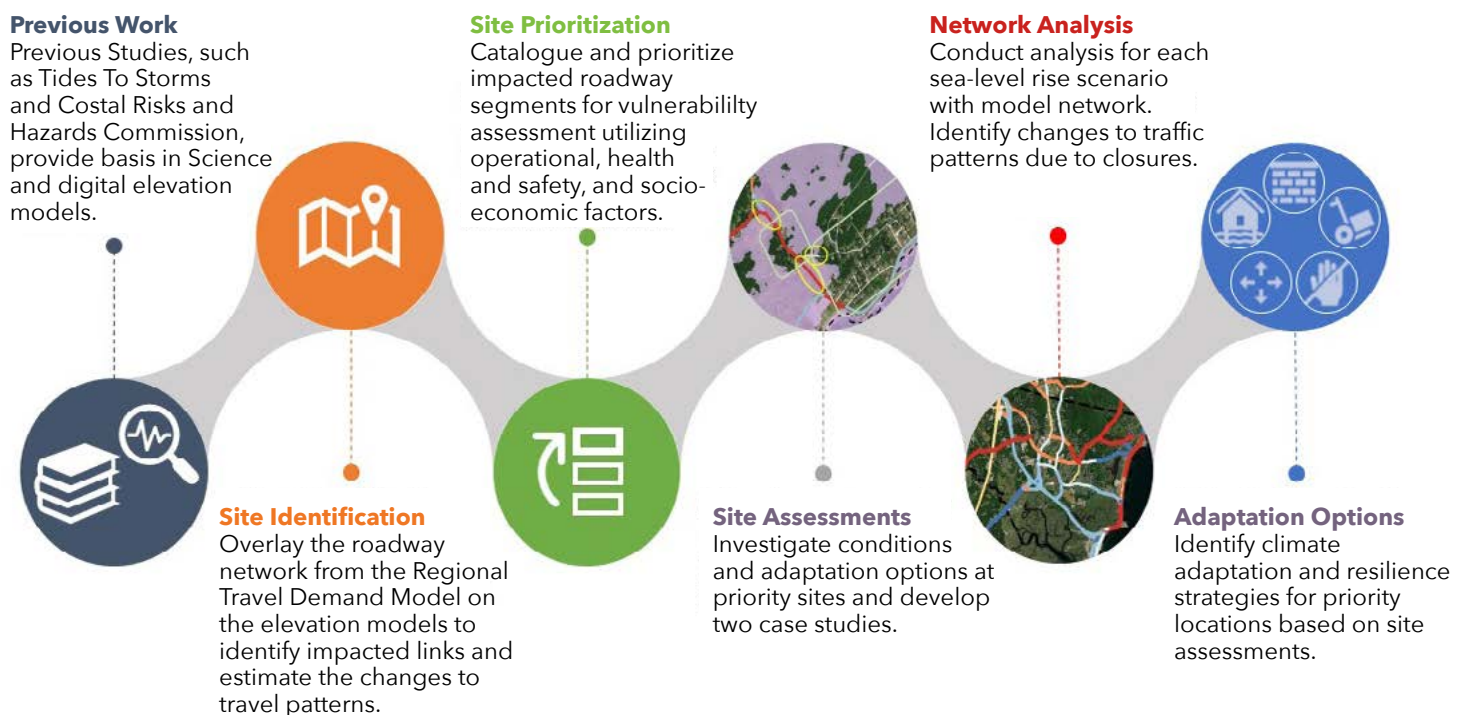 Previous Work
Previous Studies, such
as Tides To Storms
and Costal Risks and
Hazards Commission,
provide basis in Science
and digital elevation
models.
Site Identification
Overlay the roadway
network from the Regional
Travel Demand Model on
the elevation models to
identify impacted links and
estimate the changes to
travel patterns.
Site Prioritization
Catalogue and prioritize
impacted roadway
segments for vulnerabililty
assessment utilizing
operational, health
and safety, and socio-
economic factors.
Site Assessments
Investigate conditions
and adaptation options at
priority sites and develop
two case studies.
Network Analysis
Conduct analysis for each
sea-level rise scenario
with model network.
Identify changes to traffic
patterns due to closures.
Adaptation Options
Identify climate
adaptation and resilience
strategies for priority
locations based on site
assessments.